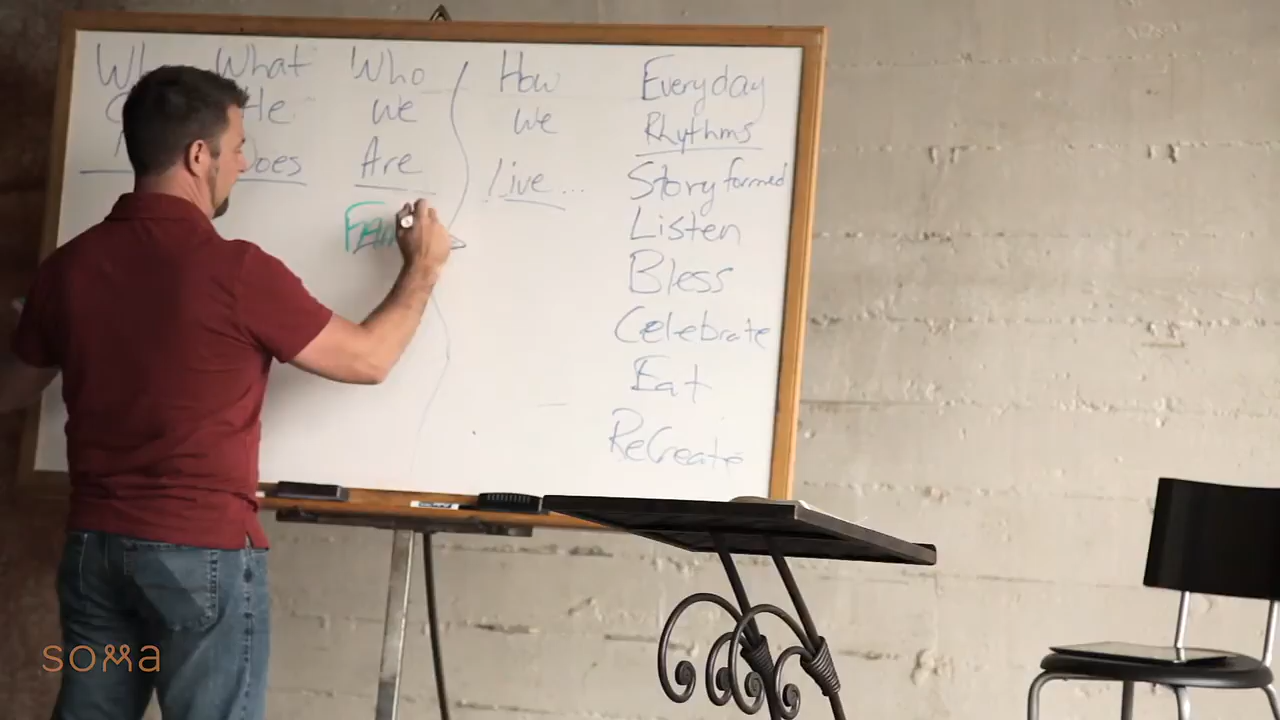 What Who How Everyday
He We We Rhythms
Does Are Live...
Story formed
Listen
Bless
Celebrate
Eat
ReCreate
soma